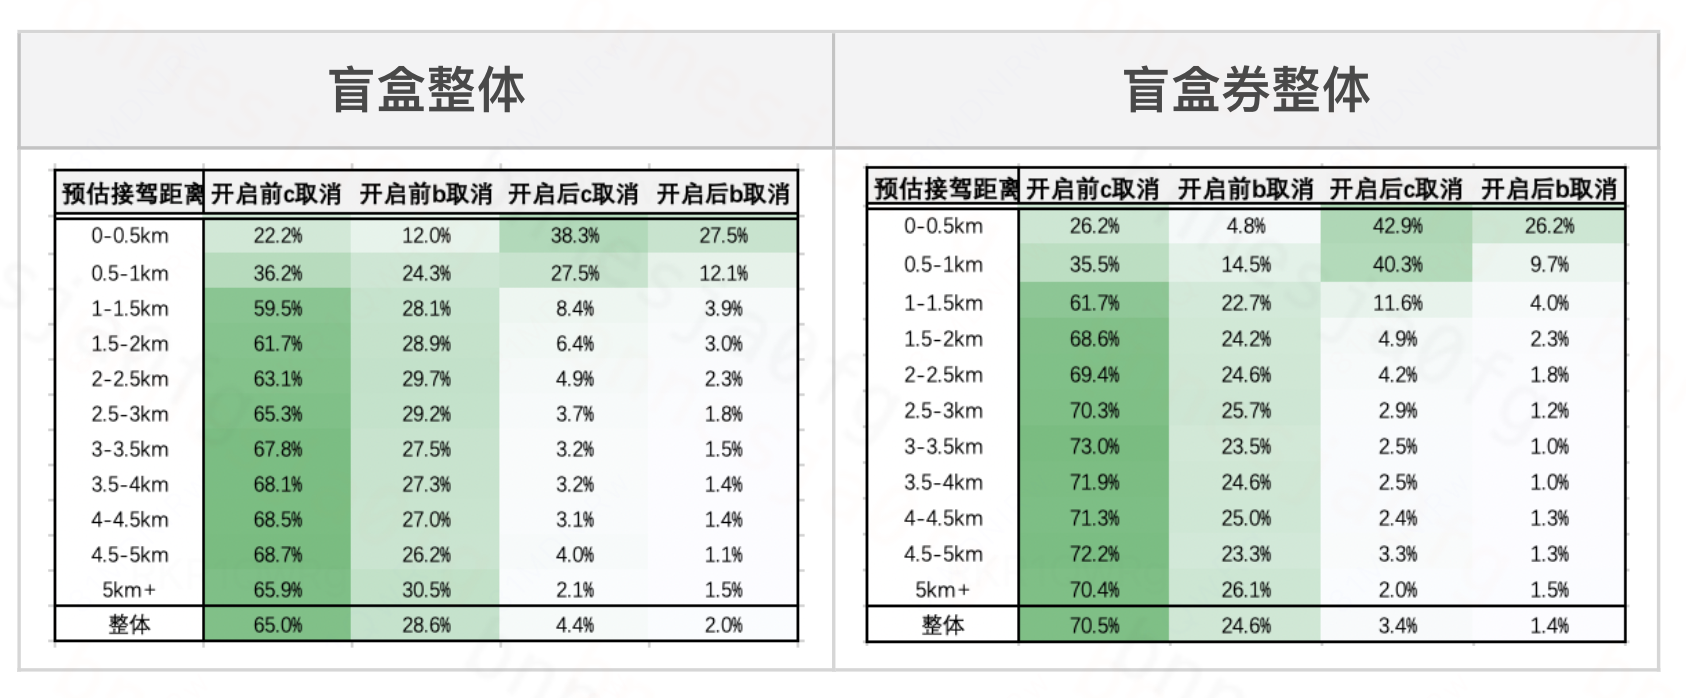 盲盒整体
盲盒券整体
预估接驾距离 开启前c取消 开启前b取消 开启后c取消 开启后b取消
0-0.5km 22.2% 12.0% 38.3% 27.5%
0.5-1km 36.2% 24.3% 27.5% 12.1%
1-1.5km 59.5% 28.1% 8.4% 3.9%
1.5-2km 61.7% 28.9% 6.4% 3.0%
2-2.5km 63.1% 29.7% 4.9% 2.3%
2.5-3km 65.3% 29.2% 3.7% 1.8%
3-3.5km 67.8% 27.5% 3.2% 1.5%
3.5-4km 68.1% 27.3% 3.2% 1.4%
4-4.5km 68.5% 27.0% 3.1% 1.4%
4.5-5km 68.7% 26.2% 4.0% 1.1%
5km+ 65.9% 30.5% 2.1% 1.5%
整体 65.0% 28.6% 4.4% 2.0%
预估接驾距离 开启前c取消 开启前b取消 开启后c取消 开启后b取消
0-0.5km 26.2% 4.8% 42.9% 26.2%
0.5-1km 35.5% 14.5% 40.3% 9.7%
1-1.5km 61.7% 22.7% 11.6% 4.0%
1.5-2km 68.6% 24.2% 4.9% 2.3%
2-2.5km 69.4% 24.6% 4.2% 1.8%
2.5-3km 70.3% 25.7% 2.9% 1.2%
3-3.5km 73.0% 23.5% 2.5% 1.0%
3.5-4km 71.9% 24.6% 2.5% 1.0%
4-4.5km 71.3% 25.0% 2.4% 1.3%
4.5-5km 72.2% 23.3% 3.3% 1.3%
5km+ 70.4% 26.1% 2.0% 1.5%
整体 70.5% 24.6% 3.4% 1.4%